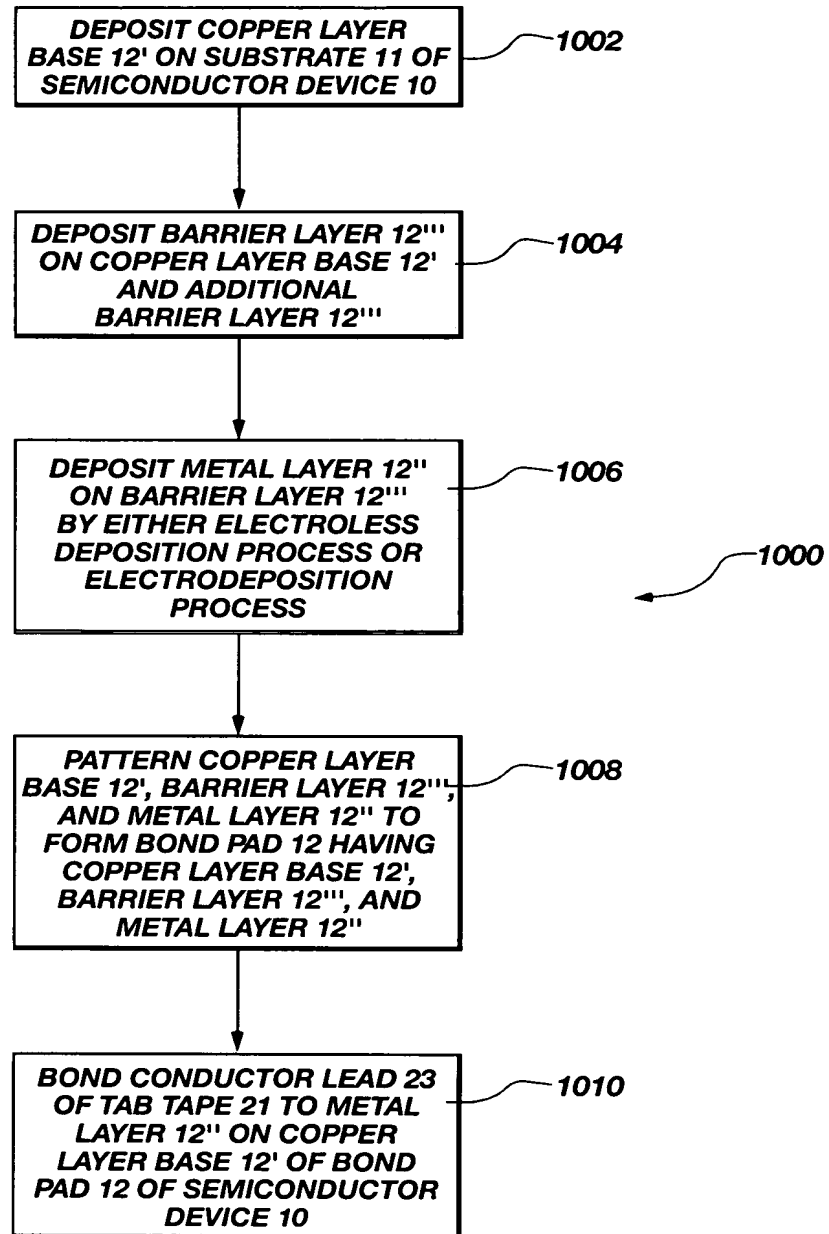 DEPOSIT COPPER LAYER
BASE 12' ON SUBSTRATE 11 OF
SEMICONDUCTOR DEVICE 10
1002
DEPOSIT BARRIER LAYER 12'''
ON COPPER LAYER BASE 12'
AND ADDITIONAL
BARRIER LAYER 12'''
1004
DEPOSIT METAL LAYER 12''
ON BARRIER LAYER 12'''
BY EITHER ELECTROLESS
DEPOSITION PROCESS OR
ELECTRODEPOSITION
PROCESS
1006
1000
PATTERN COPPER LAYER
BASE 12', BARRIER LAYER 12''',
AND METAL LAYER 12'' TO
FORM BOND PAD 12 HAVING
COPPER LAYER BASE 12',
BARRIER LAYER 12''', AND
METAL LAYER 12''
1008
BOND CONDUCTOR LEAD 23
OF TAB TAPE 21 TO METAL
LAYER 12'' ON COPPER
LAYER BASE 12' OF BOND
PAD 12 OF SEMICONDUCTOR
DEVICE 10
1010